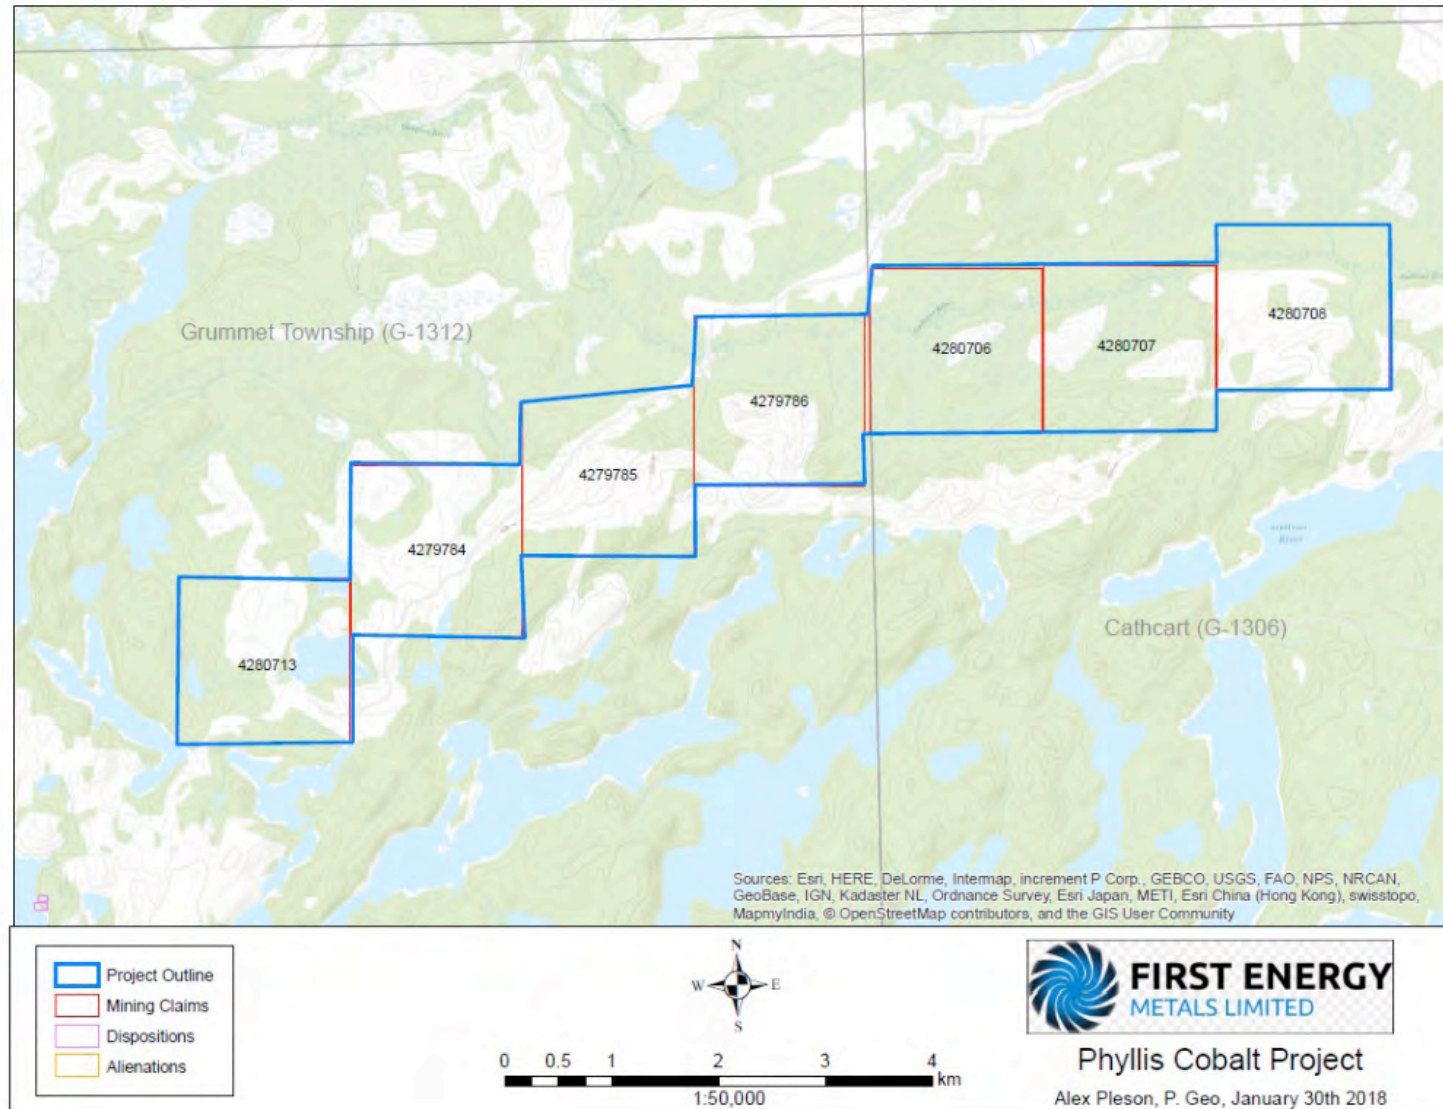 Grummet Township (G-1312)
4280708
4280706
4280707
4279786
4279785
4279784
4280713
River
Cathcart (G-1306)
Sources: Esri, HERE, DeLorme, Intermap, increment P Corp., GEBCO, USGS, FAO, NPS, NRCAN,
GeoBase, IGN, Kadaster NL, Ordnance Survey, Esri Japan, METI, Esri China (Hong Kong), swisstopo,
MapmyIndia, © OpenStreetMap contributors, and the GIS User Community
Project Outline
Mining Claims
Dispositions
Alienations
N
W E
S
0 0.5 1 2 3 4
km
1:50,000
FIRST ENERGY
METALS LIMITED
Phyllis Cobalt Project
Alex Pleson, P. Geo, January 30th 2018